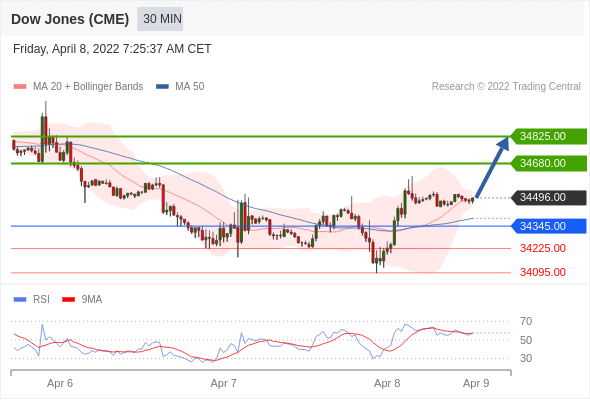 Dow Jones (CME) 30 MIN
Friday, April 8, 2022 7:25:37 AM CET
MA 20 + Bollinger Bands MA 50 Research © 2022 Trading Central
34825.00
34680.00
34496.00
34345.00
34225.00
34095.00
RSI 9MA
70
50
30
Apr 6 Apr 7 Apr 8 Apr 9